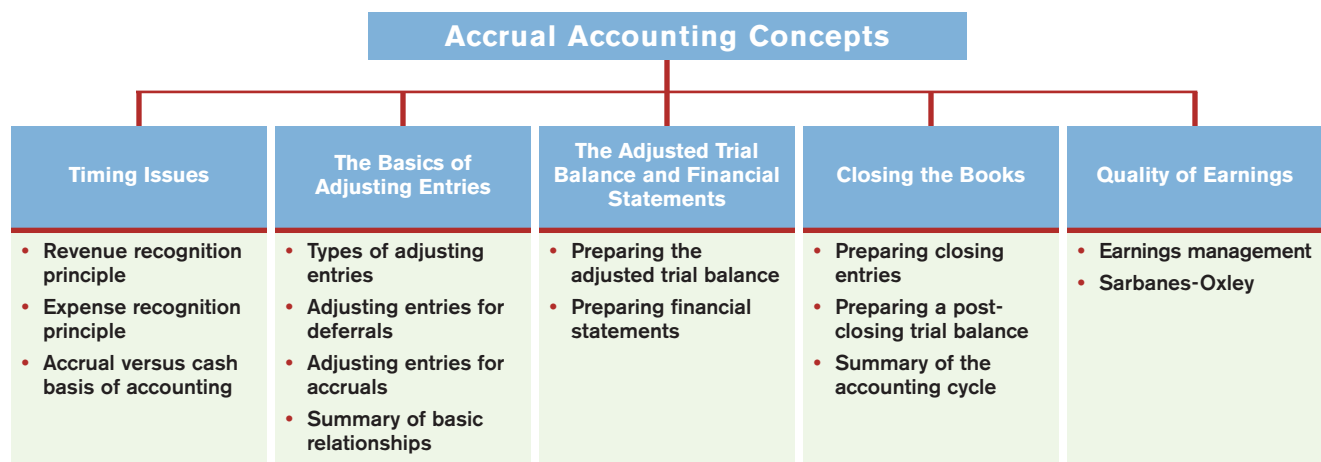 Accrual Accounting Concepts
Timing Issues
• Revenue recognition
principle
• Expense recognition
principle
• Accrual versus cash
basis of accounting
The Basics of
Adjusting Entries
• Types of adjusting
entries
• Adjusting entries for
deferrals
• Adjusting entries for
accruals
• Summary of basic
relationships
The Adjusted Trial
Balance and Financial
Statements
• Preparing the
adjusted trial balance
• Preparing financial
statements
Closing the Books
• Preparing closing
entries
• Preparing a post-
closing trial balance
• Summary of the
accounting cycle
Quality of Earnings
• Earnings management
• Sarbanes-Oxley